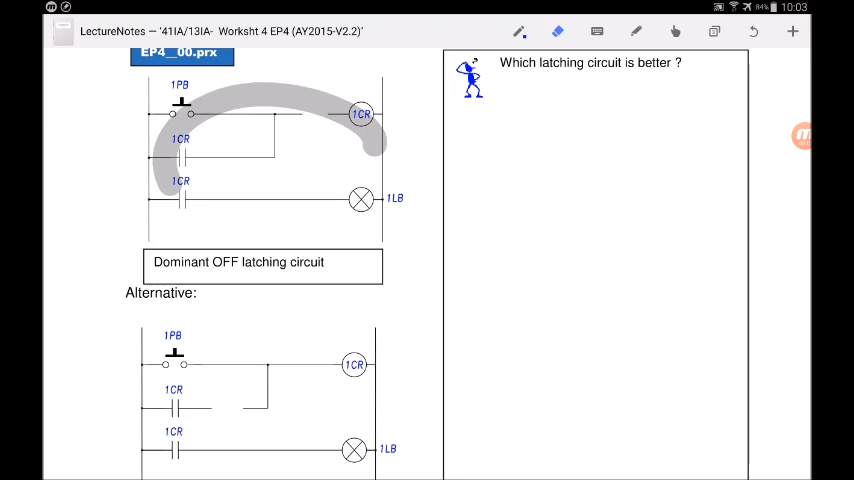 10:03
84%
LectureNotes — '41IA/13IA- Worksht 4 EP4 (AY2015-V2.2)'
EP4__00.prx
1PB
1CR
1CR
1CR
1LB
Dominant OFF latching circuit
Alternative:
1PB
1CR
1CR
1CR
1LB
Which latching circuit is better ?